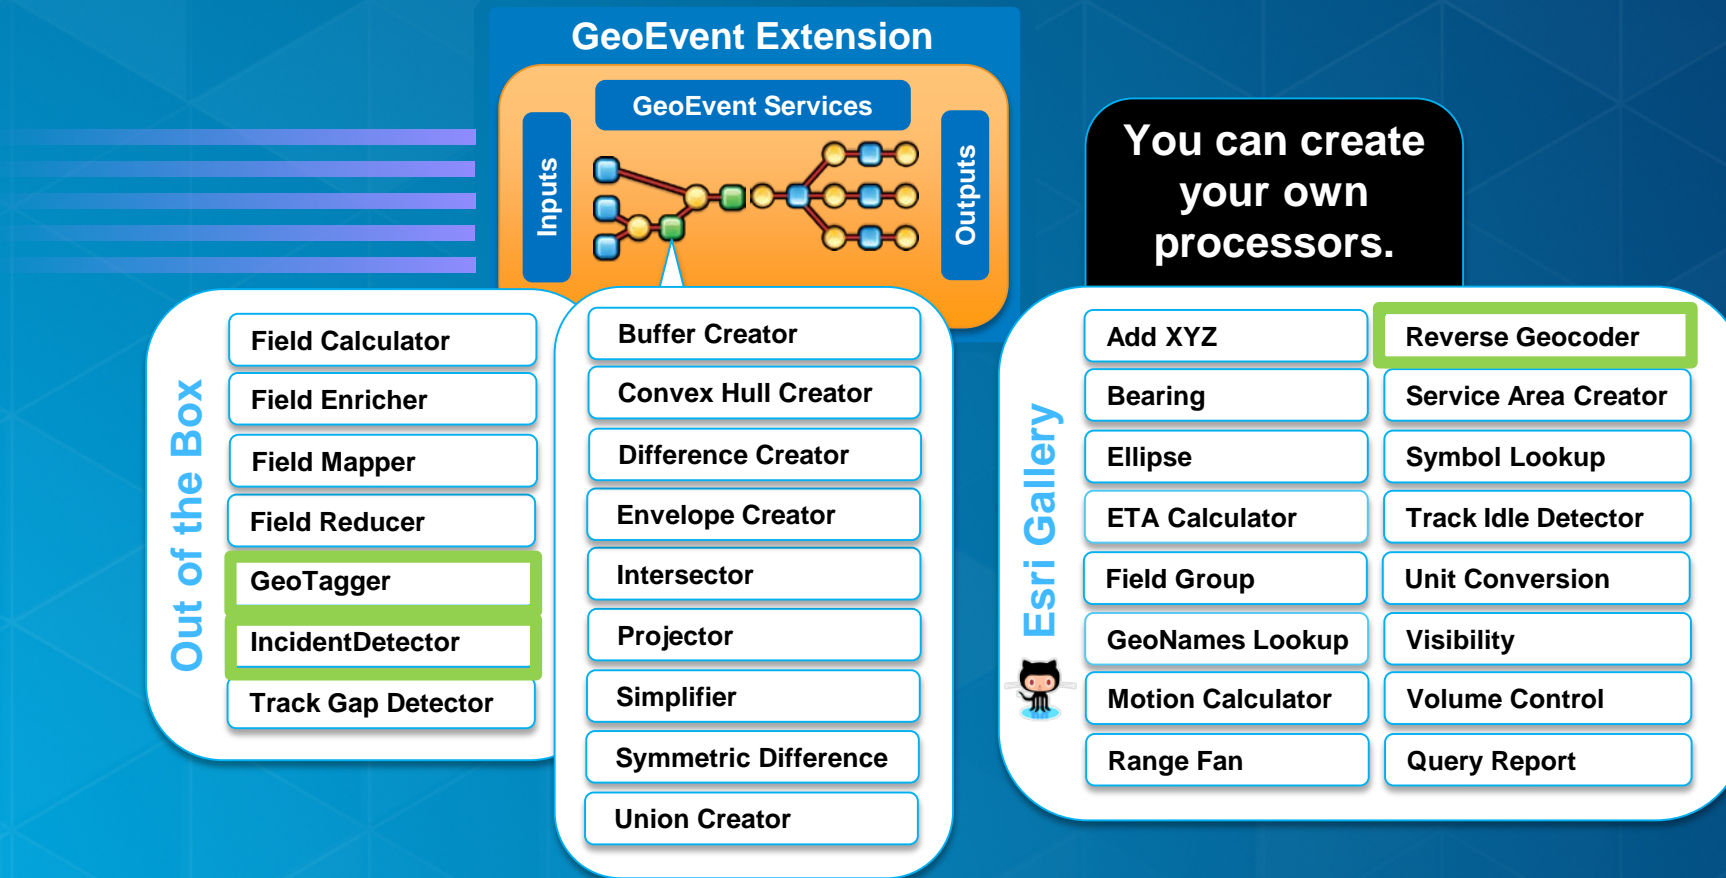 GeoEvent Extension
GeoEvent Services
Inputs
Outputs
You can create
your own
processors.
Out of the Box
Field Calculator
Field Enricher
Field Mapper
Field Reducer
GeoTagger
IncidentDetector
Track Gap Detector
Buffer Creator
Convex Hull Creator
Difference Creator
Envelope Creator
Intersector
Projector
Simplifier
Symmetric Difference
Union Creator
Esri Gallery
Add XYZ
Bearing
Ellipse
ETA Calculator
Field Group
GeoNames Lookup
Motion Calculator
Range Fan
Reverse Geocoder
Service Area Creator
Symbol Lookup
Track Idle Detector
Unit Conversion
Visibility
Volume Control
Query Report